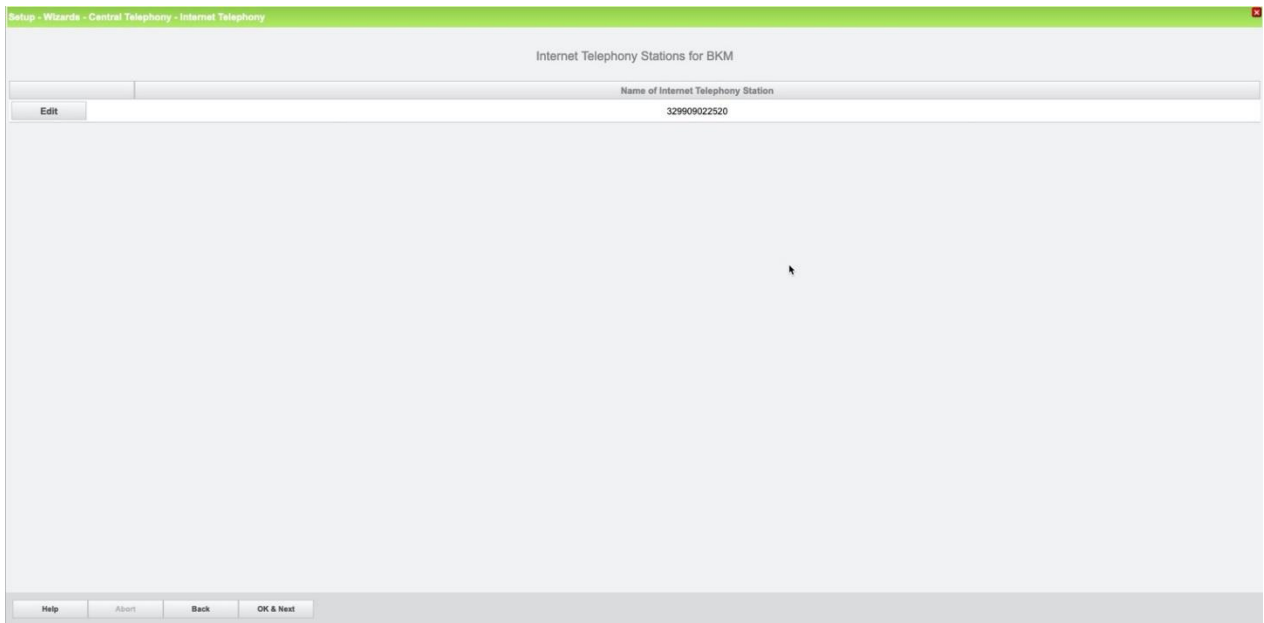 Setup - Wizards - Central Telephony - Internet Telephony
Internet Telephony Stations for BKM
Name of Internet Telephony Station
Edit 329909022520
Help Abort Back OK & Next